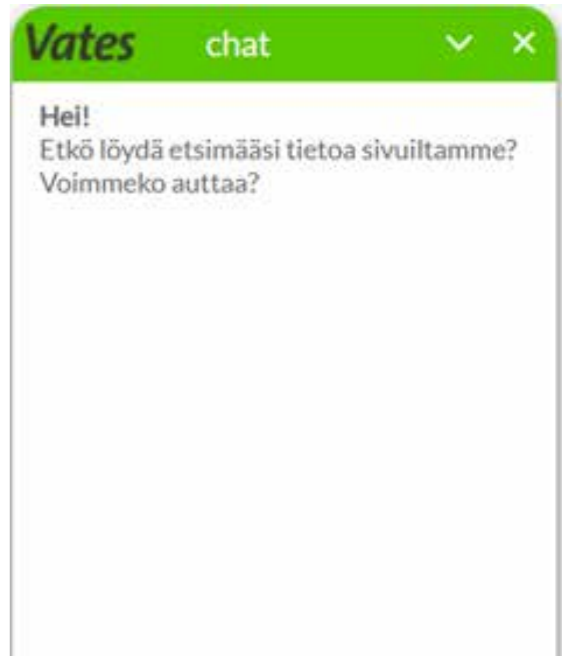 Vates chat
Hei!
Etkö löydä etsimääsi tietoa sivuiltamme?
Voimmeko auttaa?